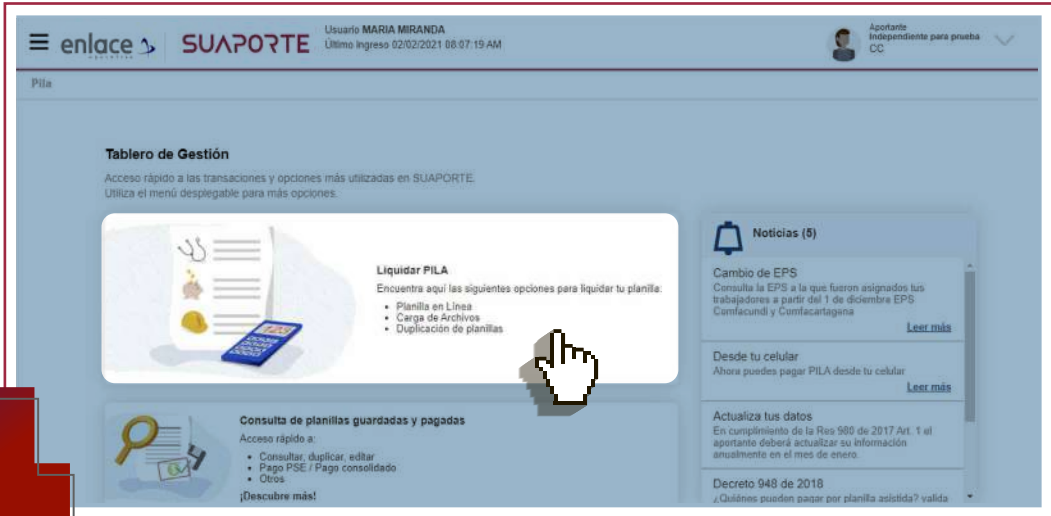 enlace
operativo
SUAPORTE
Usuario MARIA MIRANDA
Último Ingreso 02/02/2021 08:07:19 AM
Aportante
Independiente para prueba
CC
Pila
Tablero de Gestión
Acceso rápido a las transaciones y opciones más utilizadas en SUAPORTE.
Utiliza el menú desplegable para más opciones.
Liquidar PILA
Encuentra aquí las siguientes opciones para liquidar tu planilla:
• Planilla en Línea
• Carga de Archivos
• Duplicación de planillas
123
Consulta de planillas guardadas y pagadas
Acceso rápido a:
• Consultar, duplicar, editar
• Pago PSE / Pago consolidado
• Otros
¡Descubre más!
Noticias (5)
Cambio de EPS
Consulta la EPS a la que fueron asignados tus
trabajadores a partir del 1 de diciembre EPS
Comfacundi y Comfacartagena
Leer más
Desde tu celular
Ahora puedes pagar PILA desde tu celular
Leer más
Actualiza tus datos
En cumplimiento de la Res 980 de 2017 Art. 1 el
aportante deberá actualizar su información
anualmente en el mes de enero.
Decreto 948 de 2018
¿Quiénes pueden pagar por planilla asistida? valida